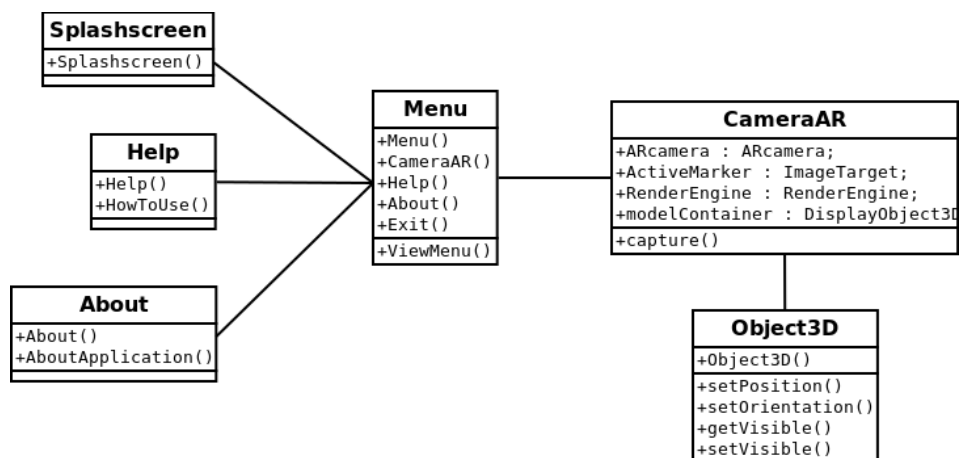 Splashscreen
+Splashscreen()
Help
+Help()
+HowToUse()
About
+About()
+AboutApplication()
Menu
+Menu()
+CameraAR()
+Help()
+About()
+Exit()
+ViewMenu()
CameraAR
+ARcamera : ARcamera;
+ActiveMarker : ImageTarget;
+RenderEngine : RenderEngine;
+modelContainer : DisplayObject3D
+capture()
Object3D
+Object3D()
+setPosition()
+setOrientation()
+getVisible()
+setVisible()